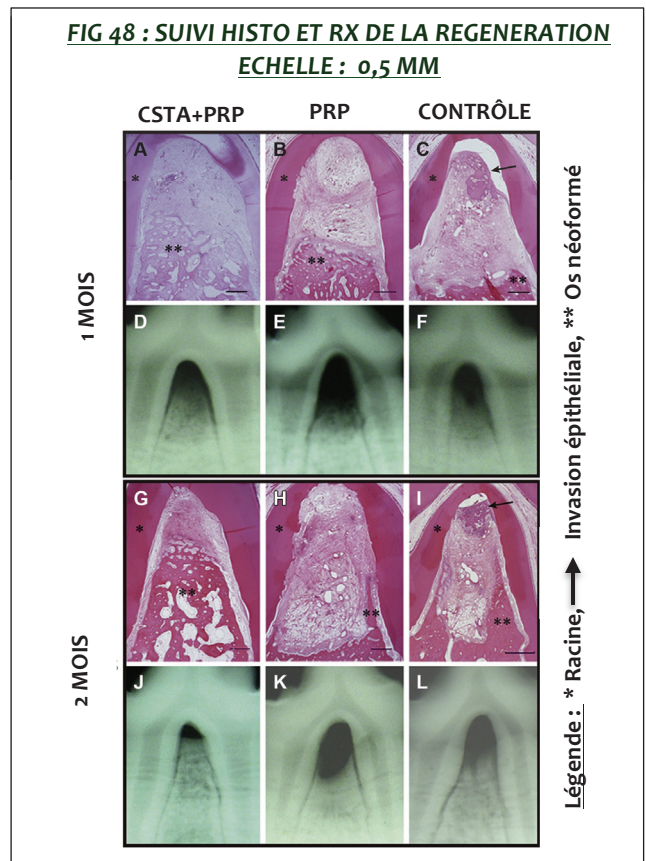 FIG 48 : SUIVI HISTO ET RX DE LA REGENERATION
ECHELLE : 0,5 MM
CSTA+PRP PRP CONTRÔLE
1 MOIS
A B C
* * *
** ** **
D E F
2 MOIS
G H I
* * *
** ** **
J K L
Légende : * Racine, Invasion épithéliale, ** Os néoformé